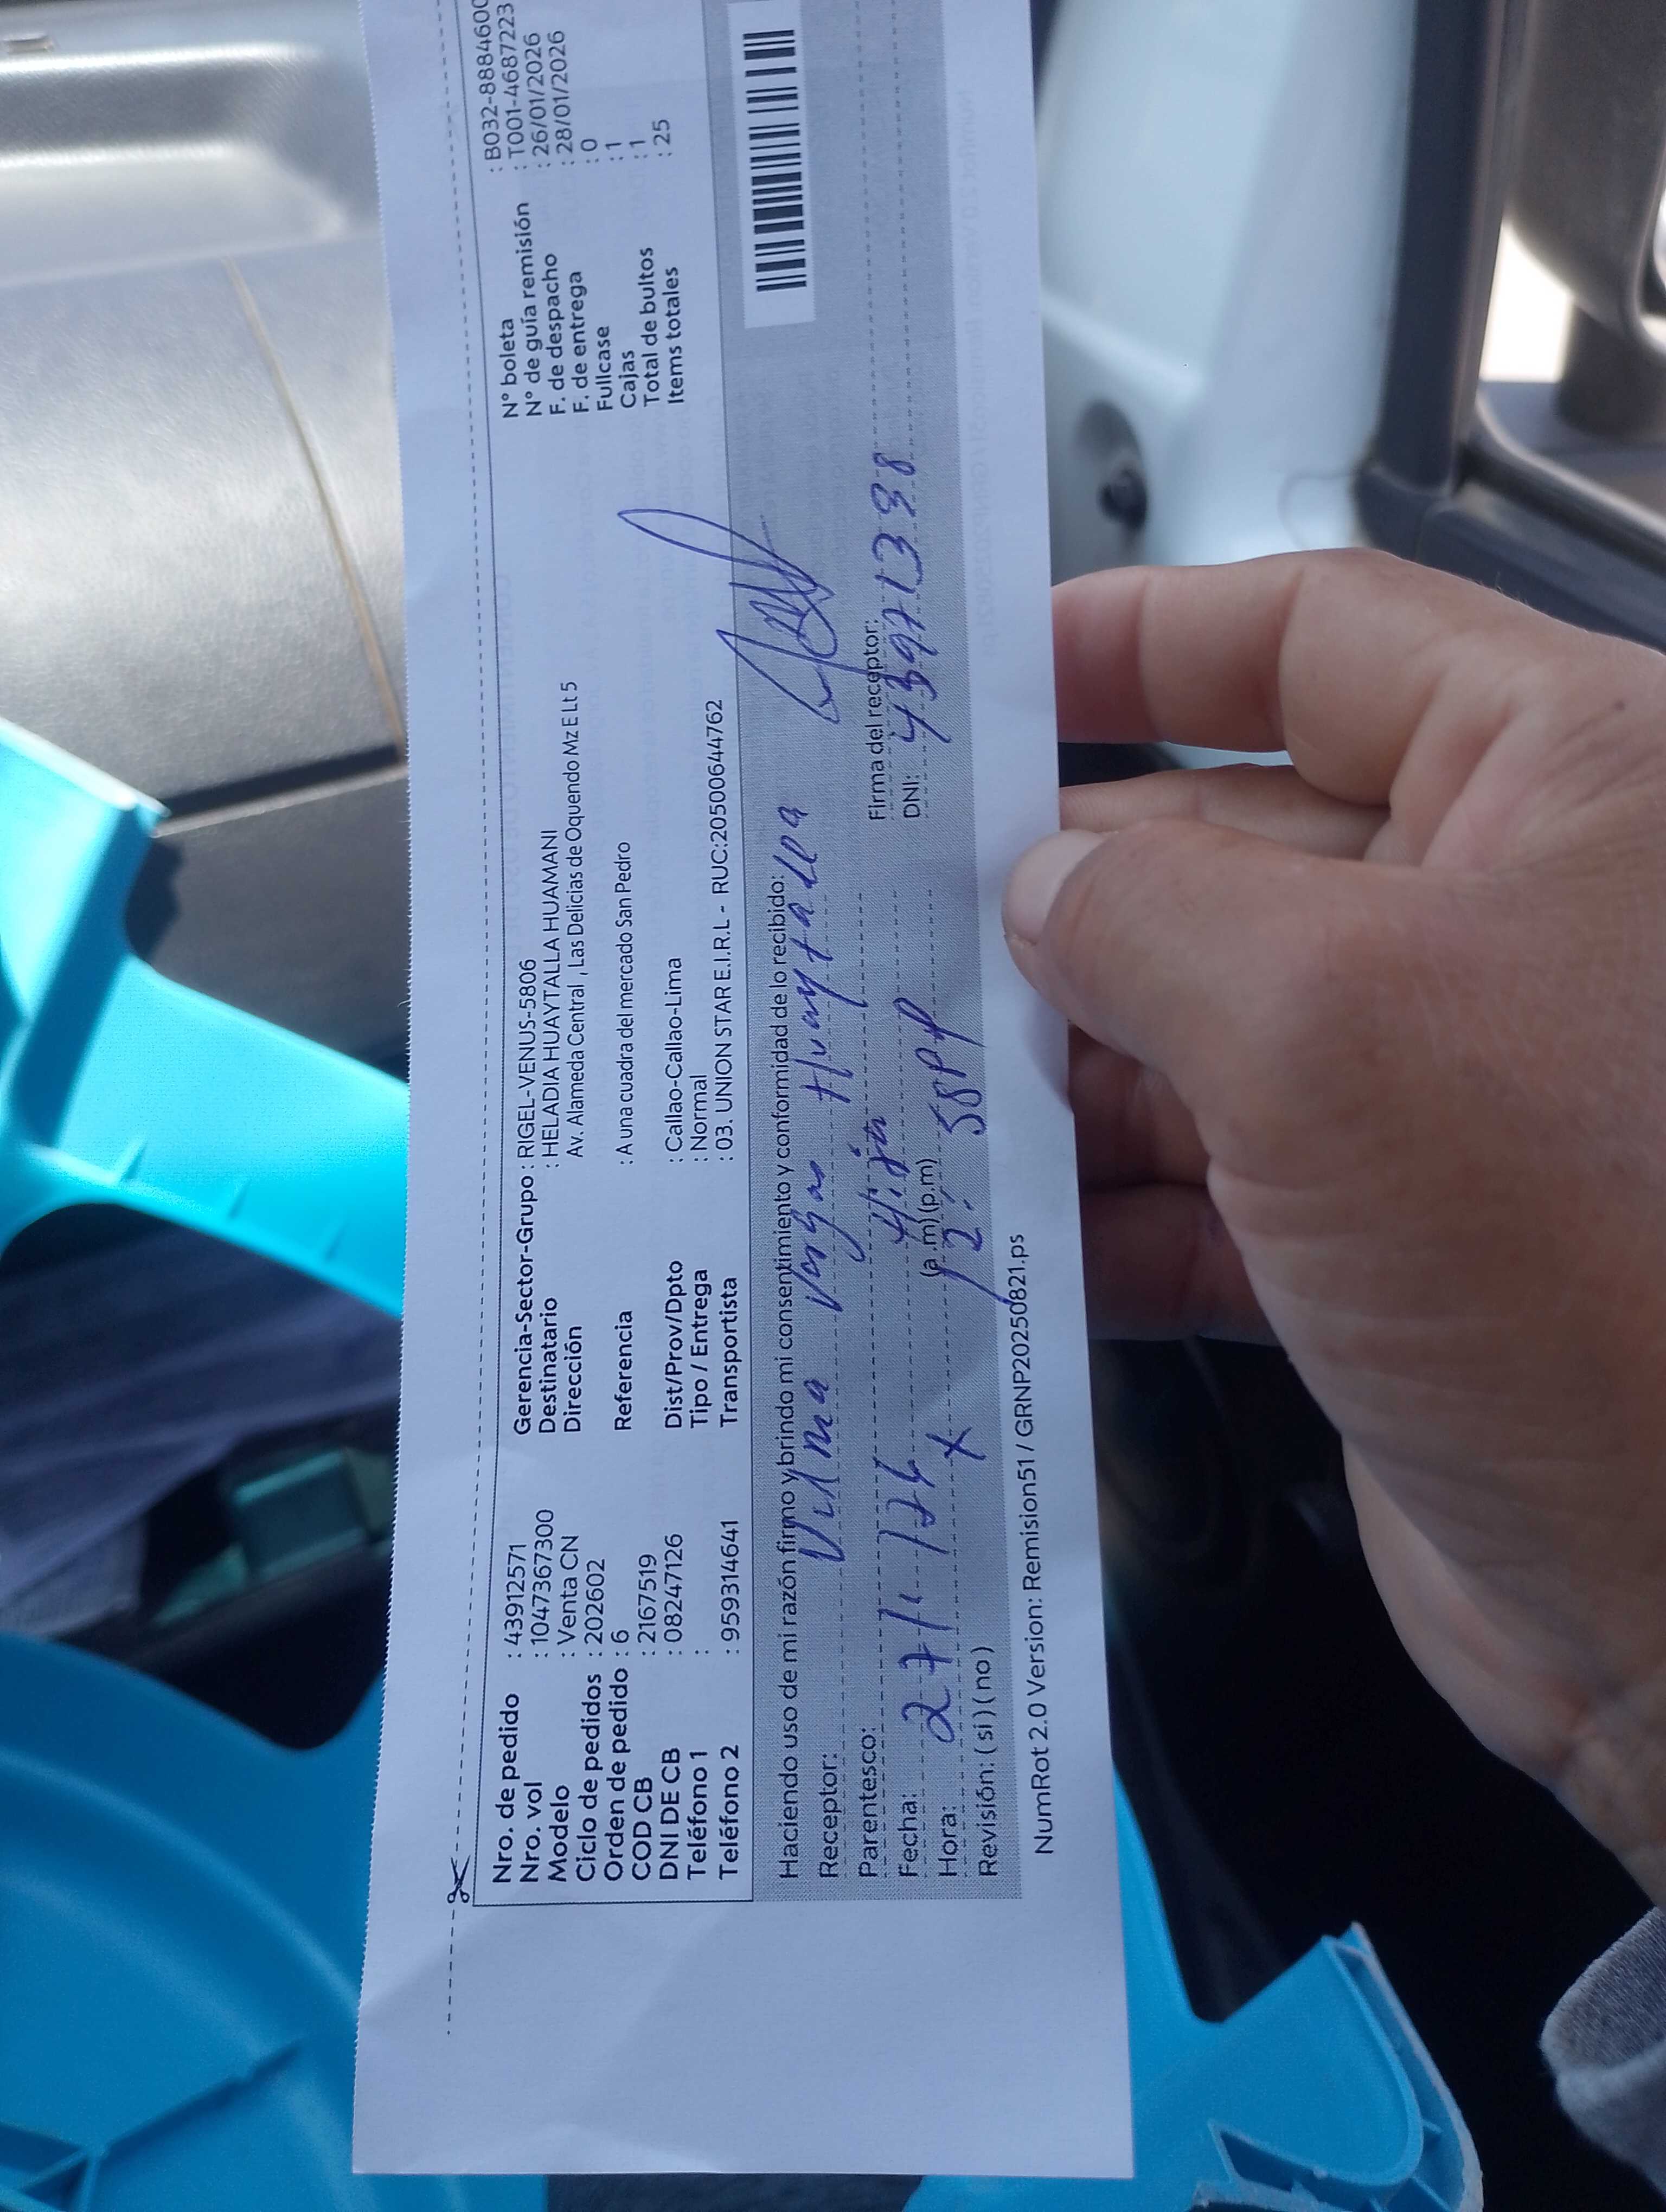 Nro. de pedido : 43912571
Nro. vol : 1047367300
Modelo : Venta CN
Ciclo de pedidos : 202602
Orden de pedido : 6
COD CB : 2167519
DNI DE CB : 08247126
Teléfono 1 :
Teléfono 2 : 959314641
Gerencia-Sector-Grupo : RIGEL-VENUS-5806
Destinatario : HELADIA HUAYTALLA HUAMANI
Dirección Av. Alameda Central , Las Delicias de Oquendo Mz E Lt 5
Referencia : A una cuadra del mercado San Pedro
Dist/Prov/Dpto : Callao-Callao-Lima
Tipo / Entrega : Normal
Transportista : 03. UNION STAR E.I.R.L - RUC:20500644762
N° boleta : B032-8884600
N° de guía remisión : T001-4687223
F. de despacho : 26/01/2026
F. de entrega : 28/01/2026
Fullcase : 0
Cajas : 1
Total de bultos : 1
Items totales : 25
Haciendo uso de mi razón firmo y brindo mi consentimiento y conformidad de lo recibido:
Receptor: Vilma Vargas Huaytalla
Parentesco: Hija
Fecha: 27/1/26
Hora: (a.m)(p.m) 12:58 PM
Revisión: ( si ) ( no ) x
Firma del receptor:
DNI:
NumRot 2.0 Version: Remision51 / GRNP20250821.ps